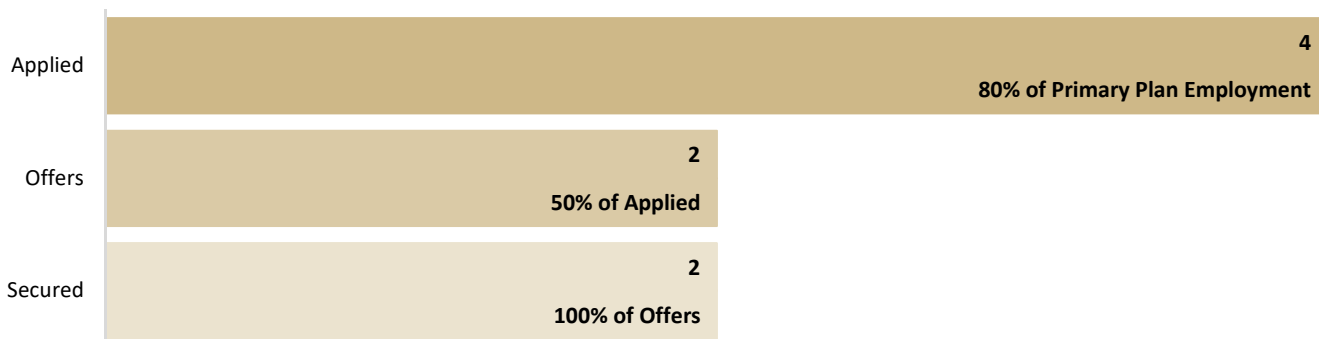 Applied
4
80% of Primary Plan Employment
Offers
2
50% of Applied
Secured
2
100% of Offers